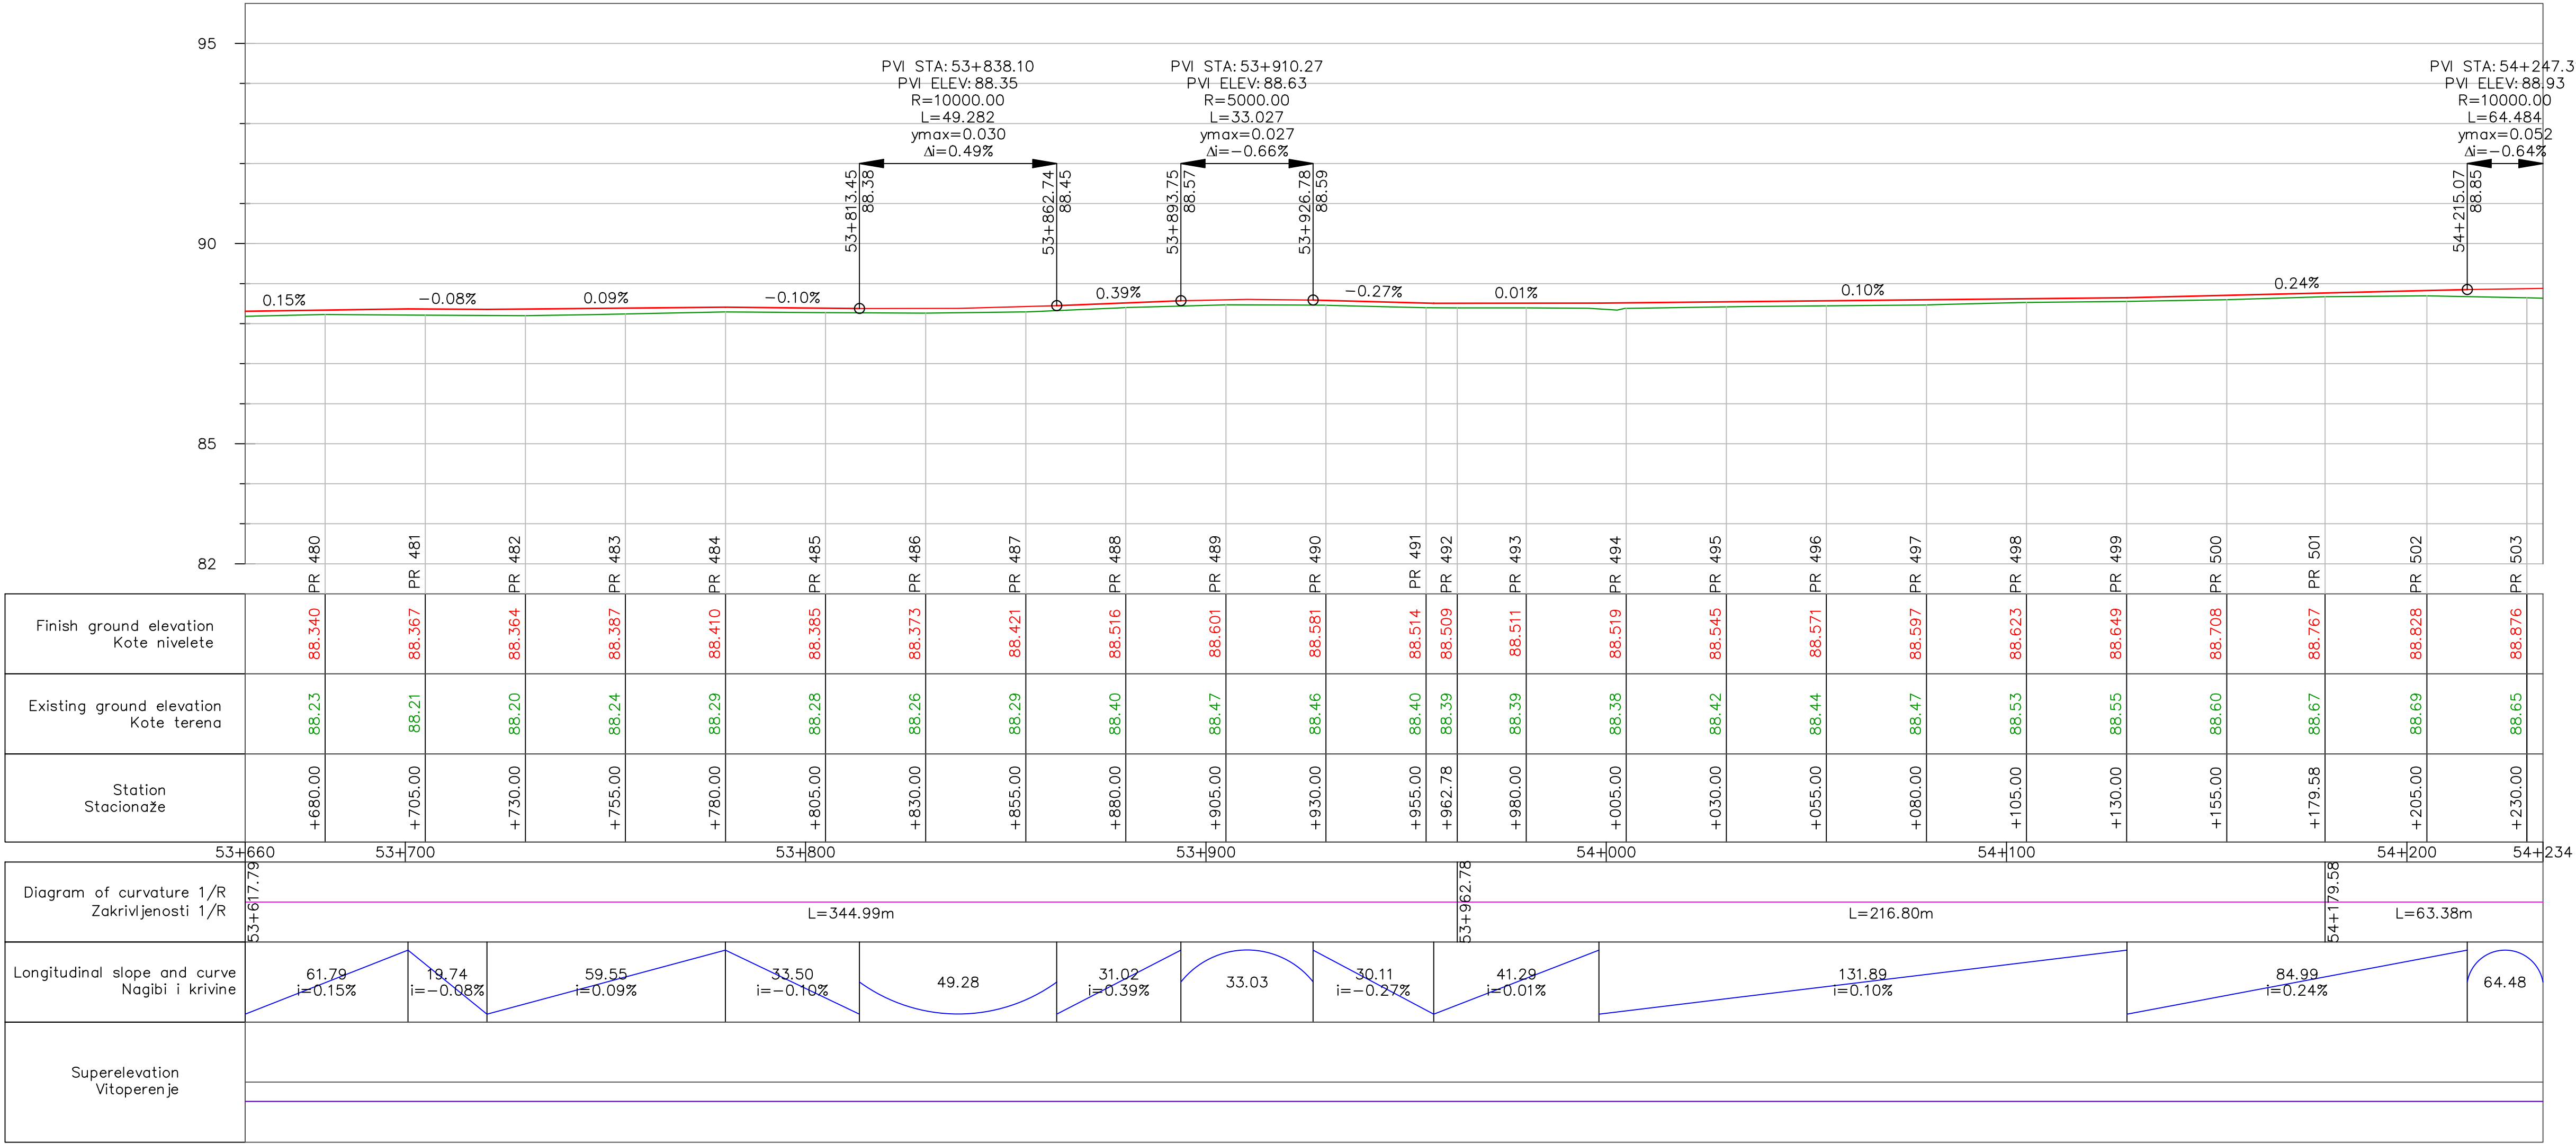 95
90
85
82
PVI STA: 53+838.10
PVI ELEV: 88.35
R=10000.00
L=49.282
ymax=0.030
Δi=0.49%
PVI STA: 53+910.27
PVI ELEV: 88.63
R=5000.00
L=33.027
ymax=0.027
Δi=−0.66%
PVI STA: 54+247.3
PVI ELEV: 88.93
R=10000.00
L=64.484
ymax=0.052
Δi=−0.64%
53+813.45
88.38
53+862.74
88.45
53+893.75
88.57
53+926.78
88.59
54+215.07
88.85
0.15%
−0.08%
0.09%
−0.10%
0.39%
−0.27%
0.01%
0.10%
0.24%
PR 480
PR 481
PR 482
PR 483
PR 484
PR 485
PR 486
PR 487
PR 488
PR 489
PR 490
PR 491
PR 492
PR 493
PR 494
PR 495
PR 496
PR 497
PR 498
PR 499
PR 500
PR 501
PR 502
PR 503
Finish ground elevation
Kote nivelete
88.340
88.367
88.364
88.387
88.410
88.385
88.373
88.421
88.516
88.601
88.581
88.514
88.509
88.511
88.519
88.545
88.571
88.597
88.623
88.649
88.708
88.767
88.828
88.876
Existing ground elevation
Kote terena
88.23
88.21
88.20
88.24
88.29
88.28
88.26
88.29
88.40
88.47
88.46
88.40
88.39
88.39
88.38
88.42
88.44
88.47
88.53
88.55
88.60
88.67
88.69
88.65
Station
Stacionaže
+680.00
+705.00
+730.00
+755.00
+780.00
+805.00
+830.00
+855.00
+880.00
+905.00
+930.00
+955.00
+962.78
+980.00
+005.00
+030.00
+055.00
+080.00
+105.00
+130.00
+155.00
+179.58
+205.00
+230.00
53+660
53+700
53+800
53+900
54+000
54+100
54+200
54+234
Diagram of curvature 1/R
Zakrivljenosti 1/R
53+617.79
L=344.99m
53+962.78
L=216.80m
54+179.58
L=63.38m
Longitudinal slope and curve
Nagibi i krivine
61.79
i=0.15%
19.74
i=−0.08%
59.55
i=0.09%
33.50
i=−0.10%
49.28
31.02
i=0.39%
33.03
30.11
i=−0.27%
41.29
i=0.01%
131.89
i=0.10%
84.99
i=0.24%
64.48
Superelevation
Vitoperenje